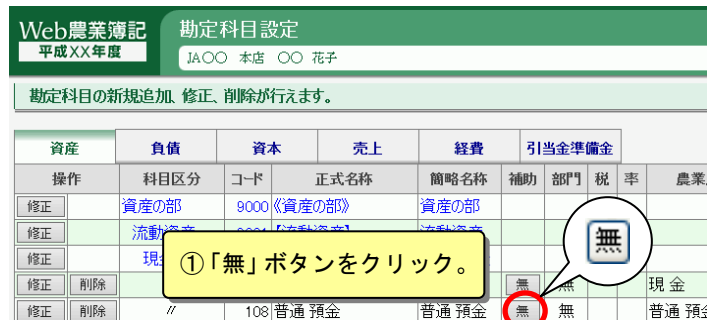 Web農業簿記
平成XX年度
勘定科目設定
JA〇〇 本店 〇〇 花子
勘定科目の新規追加、修正、削除が行えます。
資産 負債 資本 売上 経費 引当金準備金
操作 科目区分 コード 正式名称 簡略名称 補助 部門 税 率 農業
修正 資産の部 9000 《資産の部》 資産の部
修正
修正
修正 削除 無 無 現 金
修正 削除 〃 108 普通 預金 普通 預金 無 無 普通 預金
①「無」ボタンをクリック。
無